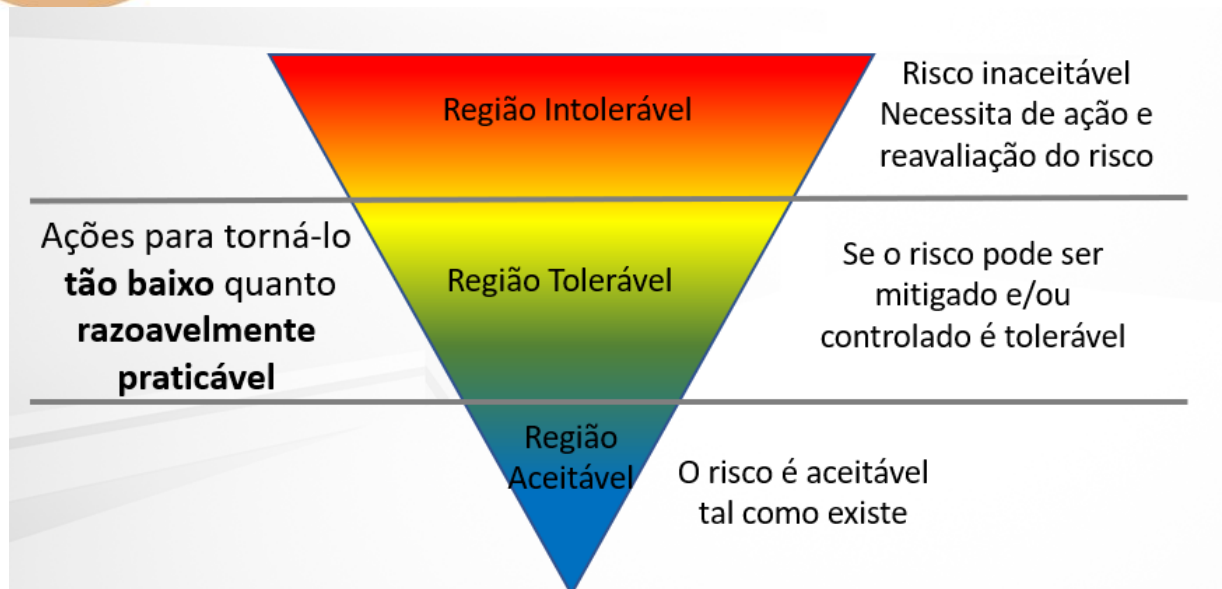 Região Intolerável
Risco inaceitável
Necessita de ação e
reavaliação do risco
Ações para torná-lo
tão baixo quanto
razoavelmente
praticável
Região Tolerável
Se o risco pode ser
mitigado e/ou
controlado é tolerável
Região
Aceitável
O risco é aceitável
tal como existe